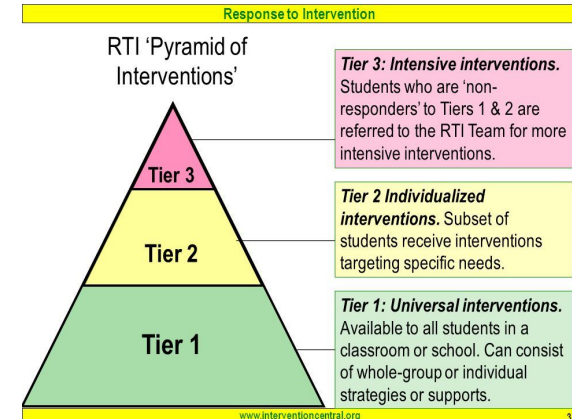 Response to Intervention
RTI ‘Pyramid of
Interventions’
Tier 3
Tier 2
Tier 1
Tier 3: Intensive interventions.
Students who are ‘non-
responders’ to Tiers 1 & 2 are
referred to the RTI Team for more
intensive interventions.
Tier 2 Individualized
interventions. Subset of
students receive interventions
targeting specific needs.
Tier 1: Universal interventions.
Available to all students in a
classroom or school. Can consist
of whole-group or individual
strategies or supports.
www.interventioncentral.org
3